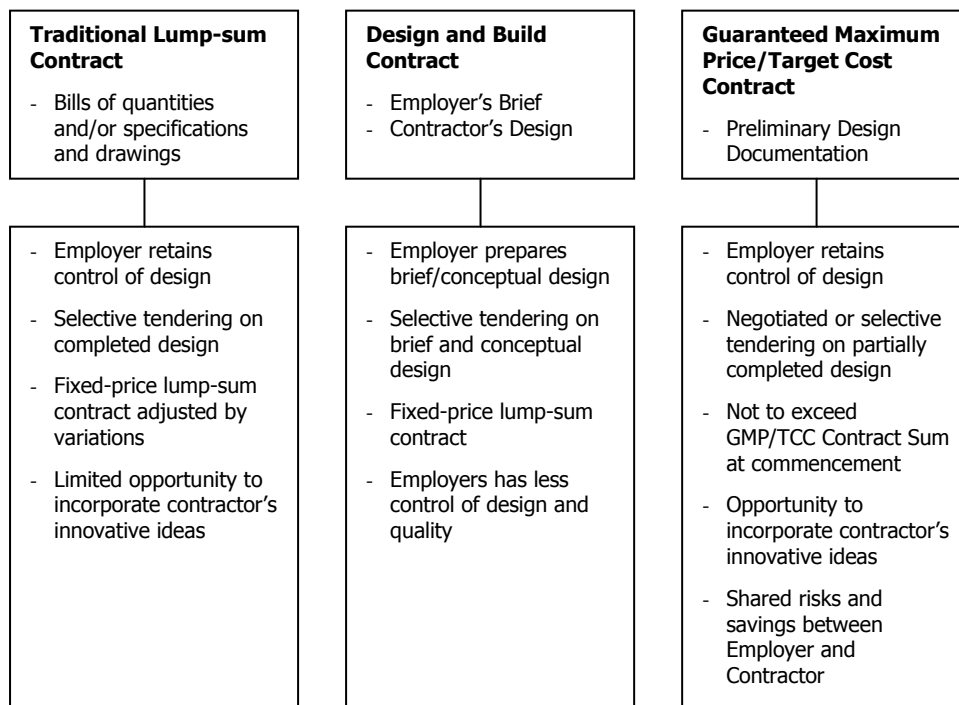 Traditional Lump-sum
Contract
- Bills of quantities
and/or specifications
and drawings
- Employer retains
control of design
- Selective tendering on
completed design
- Fixed-price lump-sum
contract adjusted by
variations
- Limited opportunity to
incorporate contractor's
innovative ideas
Design and Build
Contract
- Employer's Brief
- Contractor's Design
- Employer prepares
brief/conceptual design
- Selective tendering on
brief and conceptual
design
- Fixed-price lump-sum
contract
- Employers has less
control of design and
quality
Guaranteed Maximum
Price/Target Cost
Contract
- Preliminary Design
Documentation
- Employer retains
control of design
- Negotiated or selective
tendering on partially
completed design
- Not to exceed
GMP/TCC Contract Sum
at commencement
- Opportunity to
incorporate contractor's
innovative ideas
- Shared risks and
savings between
Employer and
Contractor